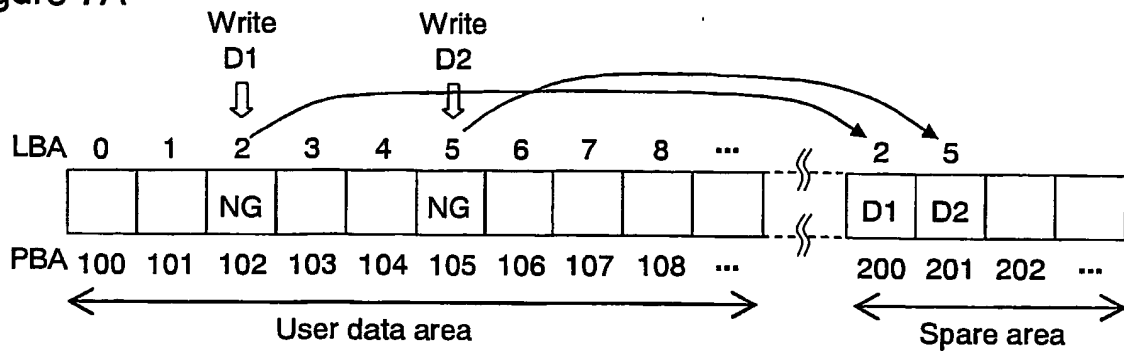 Write Write
D1 D2
LBA 0 1 2 3 4 5 6 7 8 ... 2 5
NG NG D1 D2
PBA 100 101 102 103 104 105 106 107 108 ... 200 201 202 ...
User data area Spare area